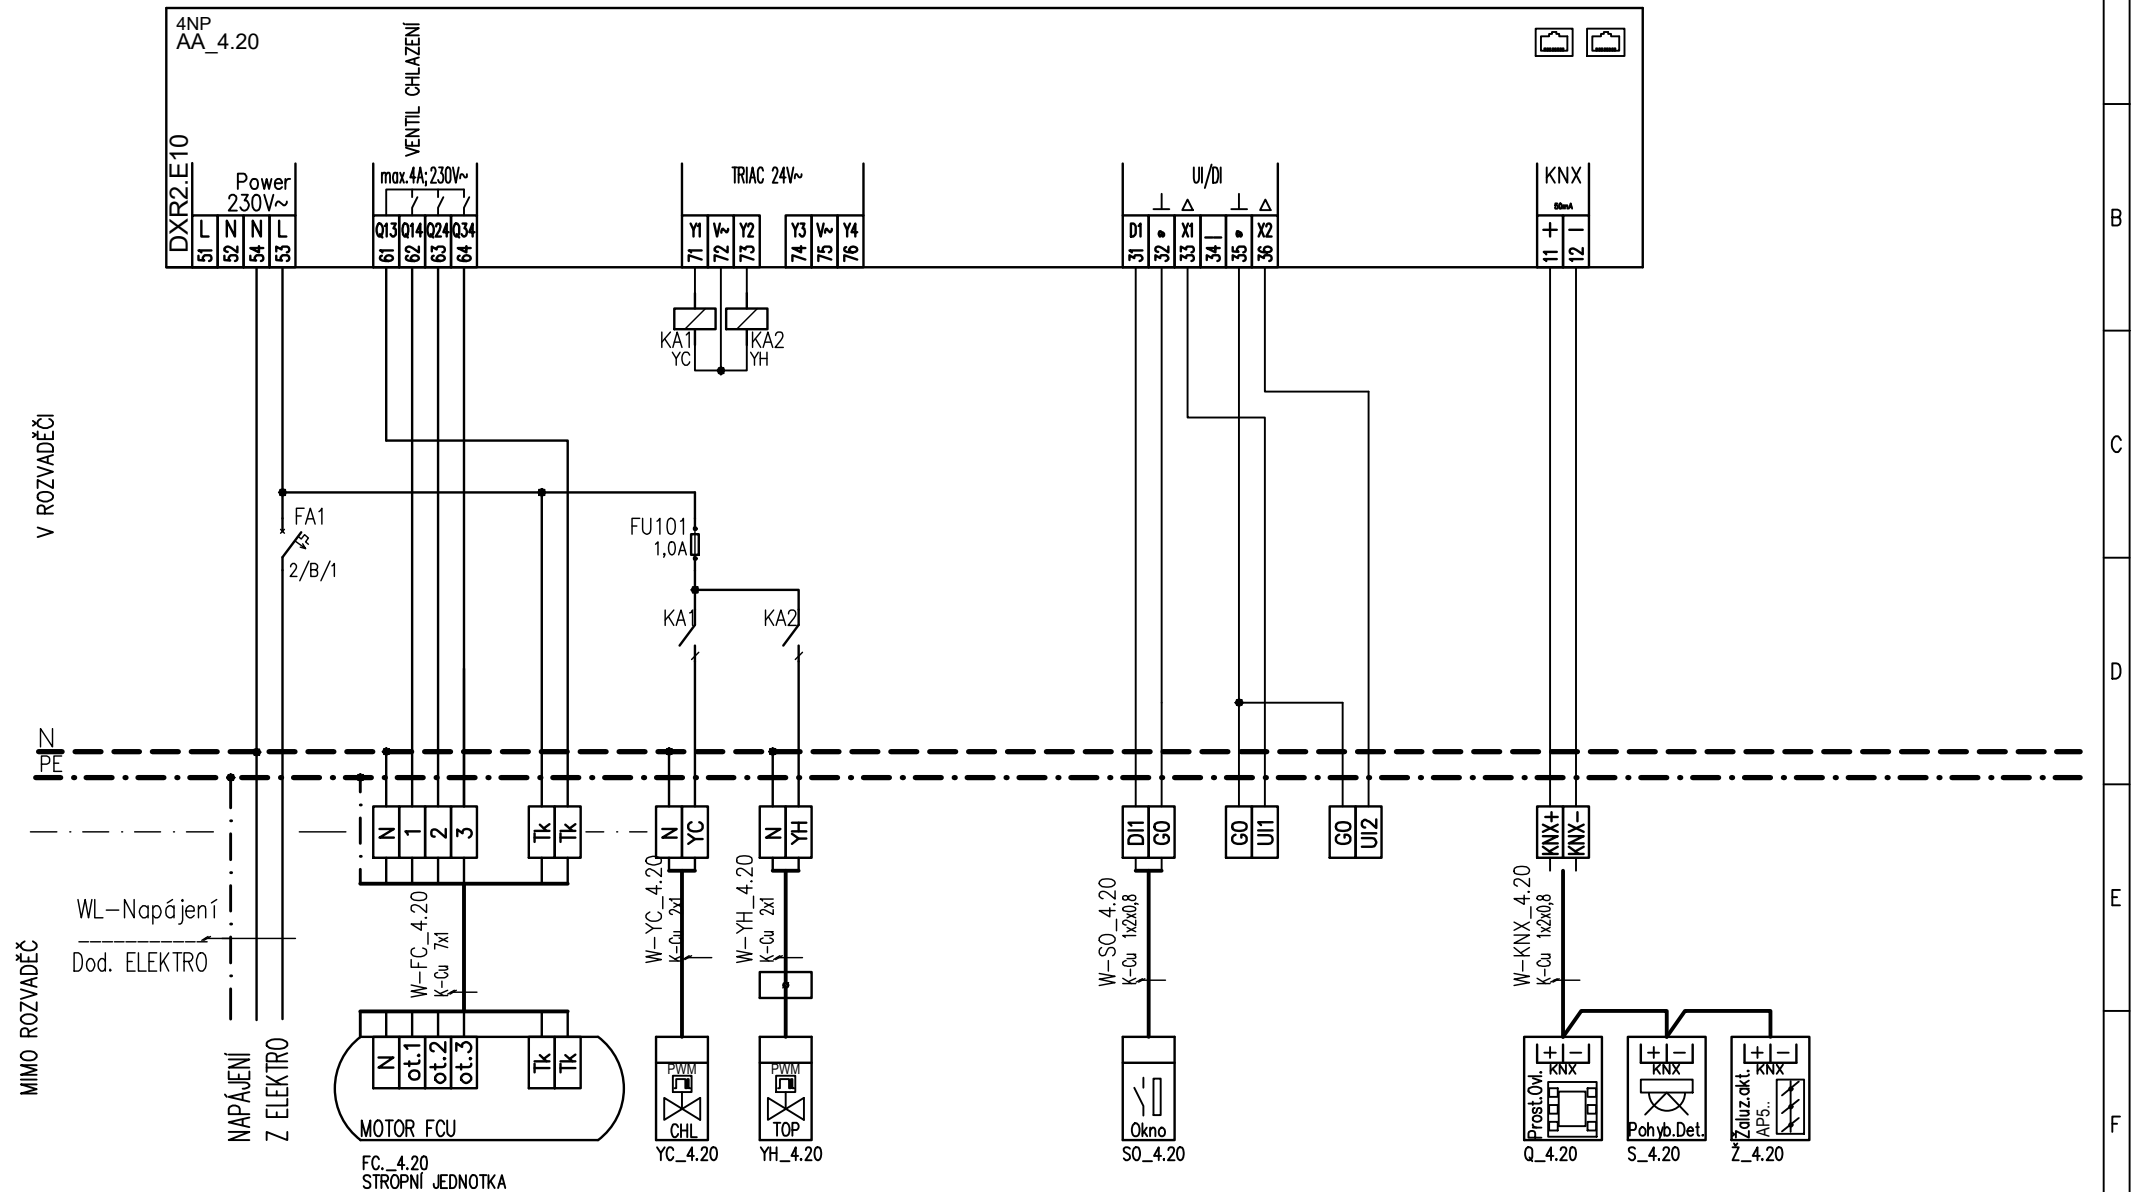 4NP
AA_4.20
DXR2.E10
VENTIL CHLAZENÍ
Power
230V~
max.4A;230V~
TRIAC 24V~
UI/DI
KNX
60mA
L N N L
51 52 54 53
Q13 Q14 Q24 Q34
61 62 63 64
Y1 V~ Y2
71 72 73
Y3 V~ Y4
74 75 76
D1 X1 X2
31 32 33 34 35 36
+ −
11 12
B
KA1
YC
KA2
YH
V ROZVADĚČI
C
FA1
2/B/1
FU101
1,0A
KA1
KA2
D
N
PE
N 1 2 3
Tk Tk
N YC
N YH
DI1 G0
G0 UI1
G0 UI2
KNX+ KNX-
E
WL-Napájení
Dod. ELEKTRO
MIMO ROZVADĚČ
W-FC_4.20
K-Cu 7x1
W-YC_4.20
K-Cu 2x1
W-YH_4.20
K-Cu 2x1
W-SO_4.20
K-Cu 1x2x0,8
W-KNX_4.20
K-Cu 1x2x0,8
NAPÁJENÍ
Z ELEKTRO
N ot.1 ot.2 ot.3
Tk Tk
MOTOR FCU
FC._4.20
STROPNÍ JEDNOTKA
PWM
CHL
YC_4.20
PWM
TOP
YH_4.20
Okno
SO_4.20
+ −
KNX
Prost.Ovl.
Q_4.20
+ −
KNX
Pohyb.Det.
S_4.20
+ −
KNX
Žaluz.akt.
AP5..
Ž_4.20
F